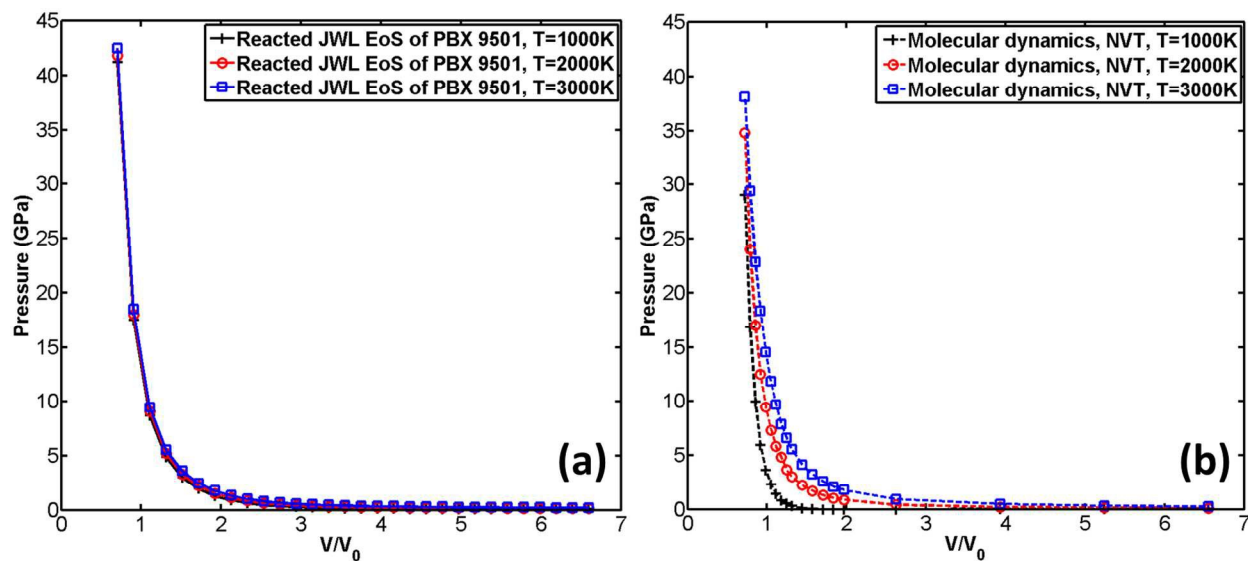 45
40
35
30
25
20
15
10
5
0
Pressure (GPa)
Reacted JWL EoS of PBX 9501, T=1000K
Reacted JWL EoS of PBX 9501, T=2000K
Reacted JWL EoS of PBX 9501, T=3000K
(a)
0 1 2 3 4 5 6 7
V/V0
45
40
35
30
25
20
15
10
5
0
Pressure (GPa)
Molecular dynamics, NVT, T=1000K
Molecular dynamics, NVT, T=2000K
Molecular dynamics, NVT, T=3000K
(b)
0 1 2 3 4 5 6 7
V/V0